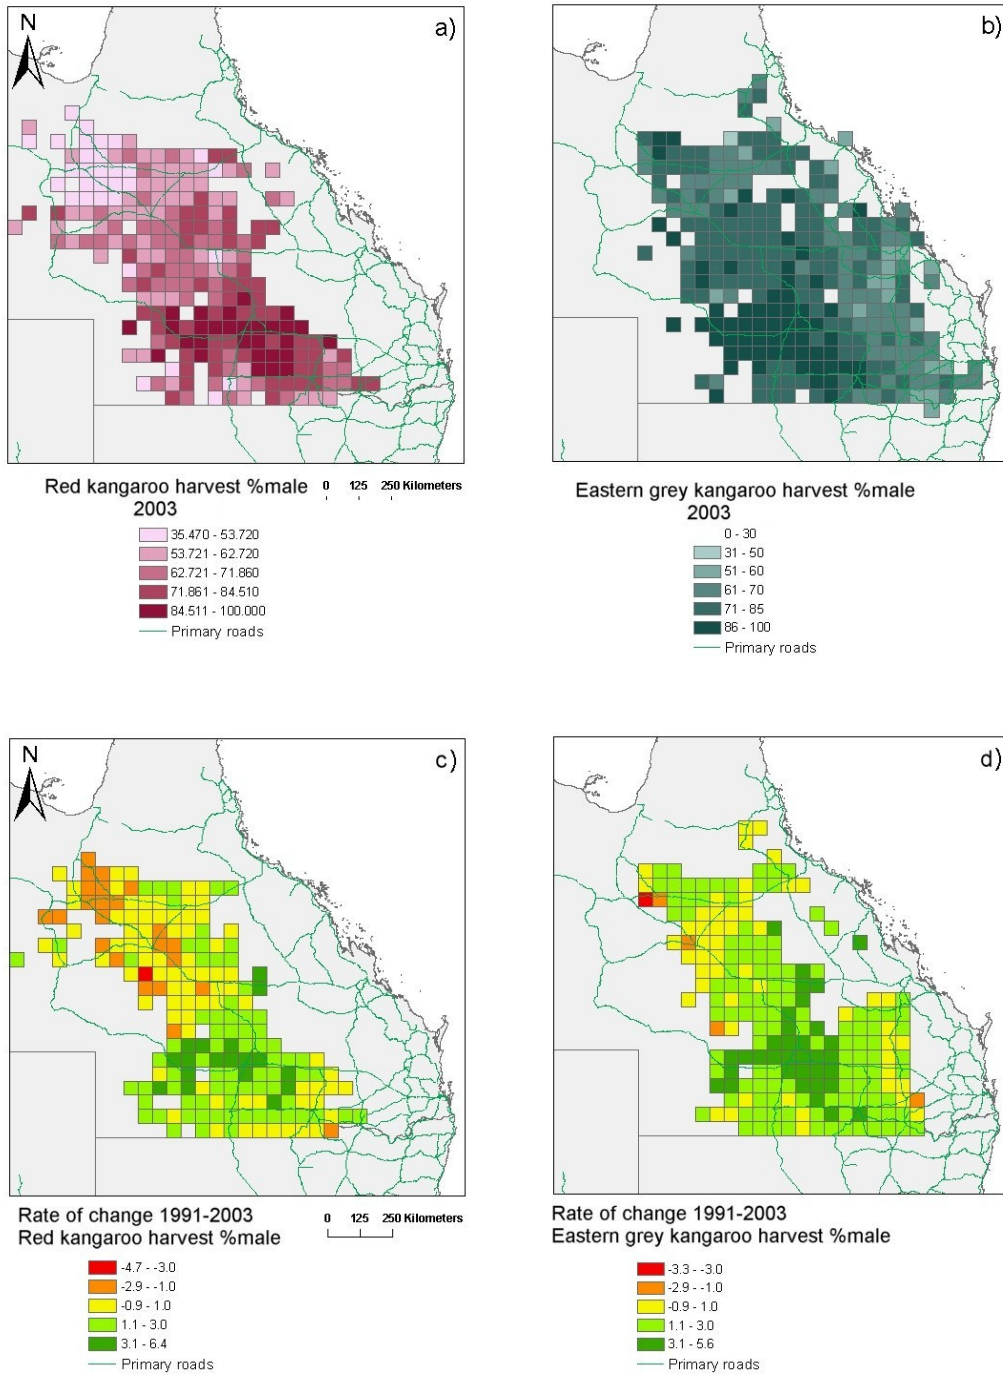 N
a)
Red kangaroo harvest %male
2003
0 125 250 Kilometers
35.470 - 53.720
53.721 - 62.720
62.721 - 71.860
71.861 - 84.510
84.511 - 100.000
Primary roads
b)
Eastern grey kangaroo harvest %male
2003
0 - 30
31 - 50
51 - 60
61 - 70
71 - 85
86 - 100
Primary roads
N
c)
Rate of change 1991-2003
Red kangaroo harvest %male
0 125 250 Kilometers
-4.7 - -3.0
-2.9 - -1.0
-0.9 - 1.0
1.1 - 3.0
3.1 - 6.4
Primary roads
d)
Rate of change 1991-2003
Eastern grey kangaroo harvest %male
-3.3 - -3.0
-2.9 - -1.0
-0.9 - 1.0
1.1 - 3.0
3.1 - 5.6
Primary roads